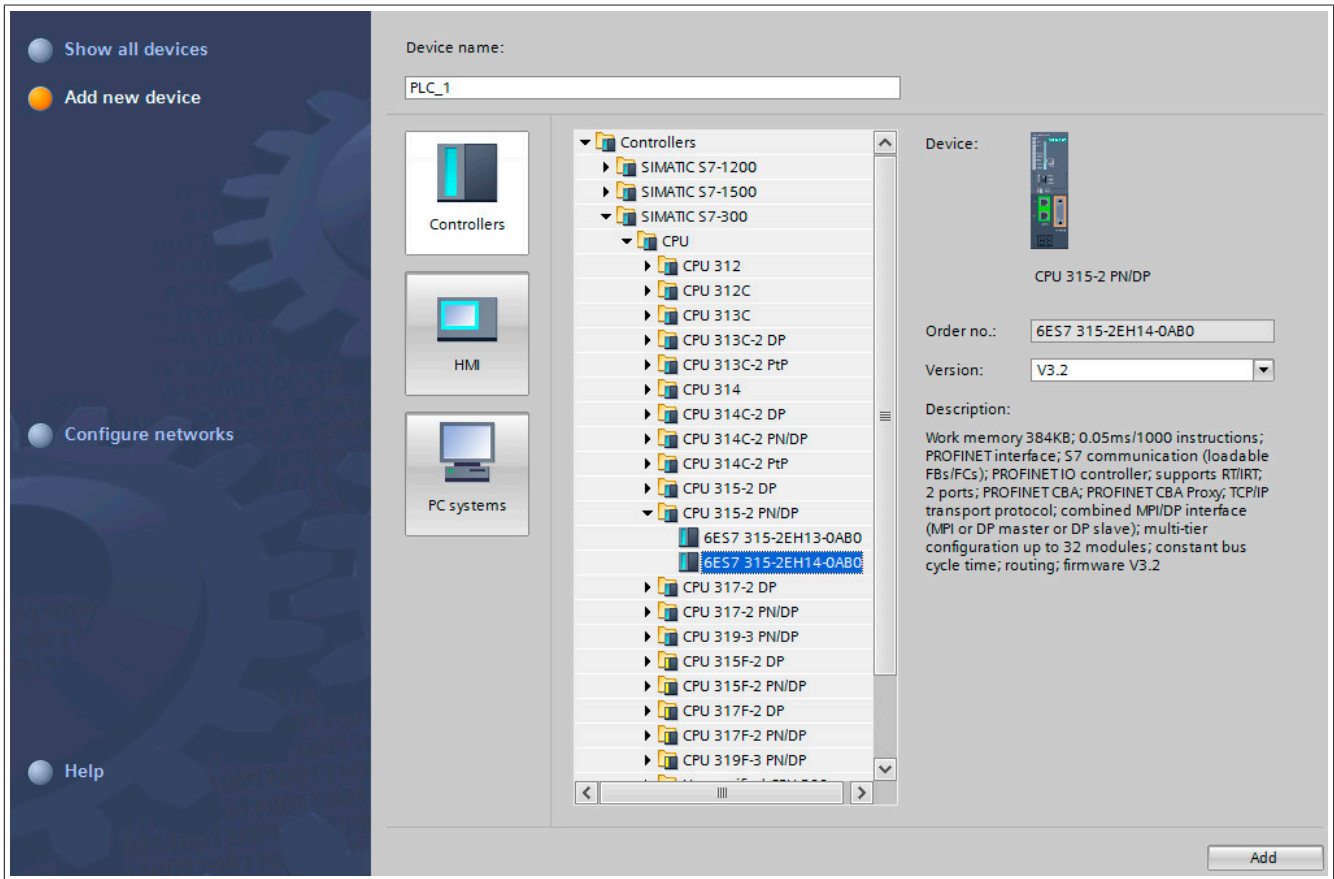 Show all devices
Add new device
Configure networks
Help
Device name:
PLC_1
Controllers
HMI
PC systems
Controllers
SIMATIC S7-1200
SIMATIC S7-1500
SIMATIC S7-300
CPU
CPU 312
CPU 312C
CPU 313C
CPU 313C-2 DP
CPU 313C-2 PtP
CPU 314
CPU 314C-2 DP
CPU 314C-2 PN/DP
CPU 314C-2 PtP
CPU 315-2 DP
CPU 315-2 PN/DP
6ES7 315-2EH13-0AB0
6ES7 315-2EH14-0AB0
CPU 317-2 DP
CPU 317-2 PN/DP
CPU 319-3 PN/DP
CPU 315F-2 DP
CPU 315F-2 PN/DP
CPU 317F-2 DP
CPU 317F-2 PN/DP
CPU 319F-3 PN/DP
Device:
CPU 315-2 PN/DP
Order no.:
6ES7 315-2EH14-0AB0
Version:
V3.2
Description:
Work memory 384KB; 0.05ms/1000 instructions;
PROFINET interface; S7 communication (loadable
FBs/FCs); PROFINET IO controller; supports RT/IRT;
2 ports; PROFINET CBA; PROFINET CBA Proxy; TCP/IP
transport protocol; combined MPI/DP interface
(MPI or DP master or DP slave); multi-tier
configuration up to 32 modules; constant bus
cycle time; routing; firmware V3.2
Add